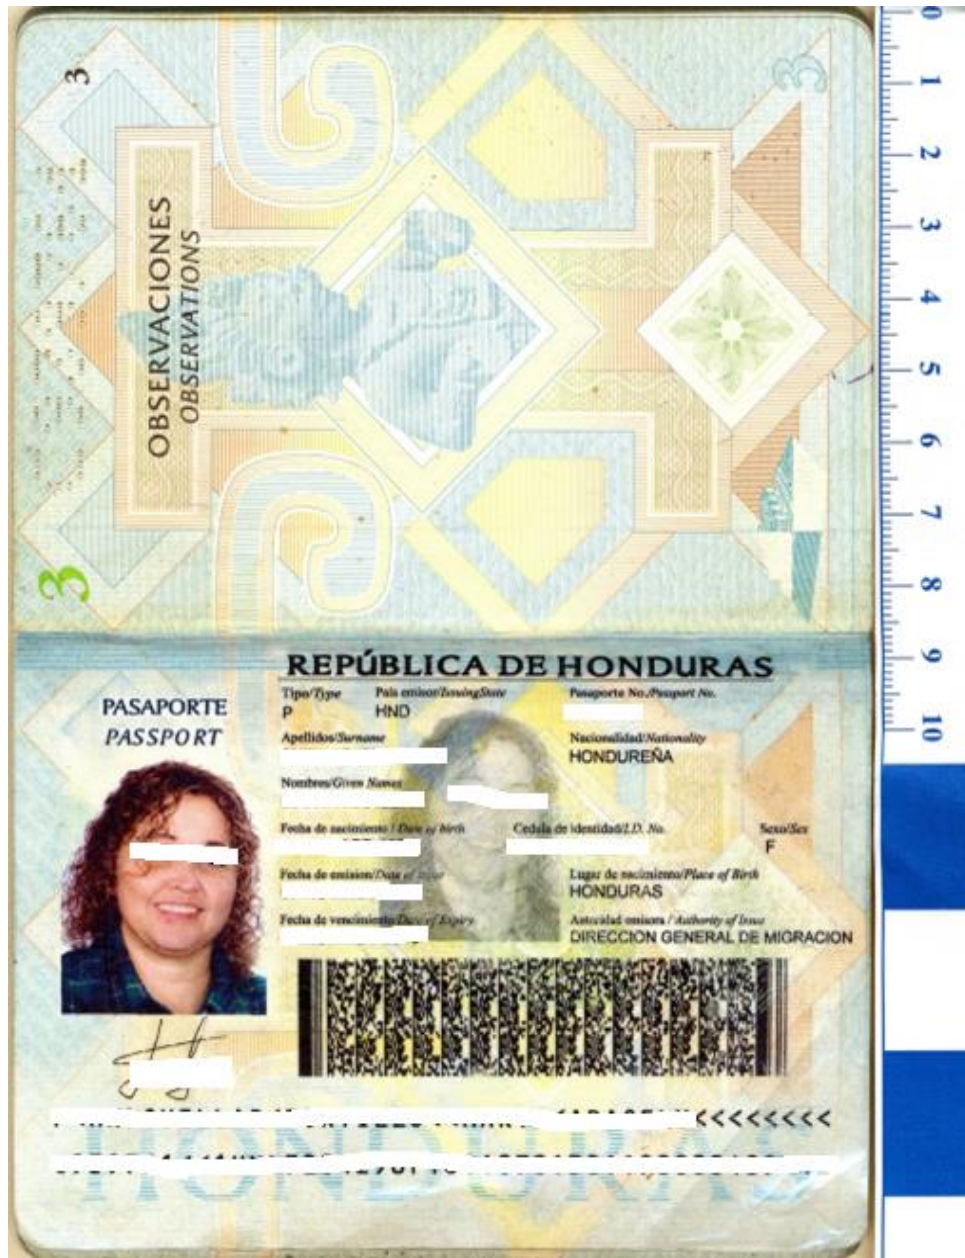 3
3
OBSERVACIONES
OBSERVATIONS
3
0
1
2
3
4
5
6
7
8
9
10
REPÚBLICA DE HONDURAS
PASAPORTE
PASSPORT
Tipo/Type País emisor/Issuing State Pasaporte No./Passport No.
P HND
Apellidos/Surname Nacionalidad/Nationality
HONDUREÑA
Nombres/Given Names
Fecha de nacimiento / Date of birth Cedula de identidad/I.D. No. Sexo/Sex
F
Fecha de emision/Date of issue Lugar de nacimiento/Place of Birth
HONDURAS
Fecha de vencimiento/Date of Expiry Autoridad emisora / Authority of Issue
DIRECCION GENERAL DE MIGRACION
<<<<<<<<
HONDURAS